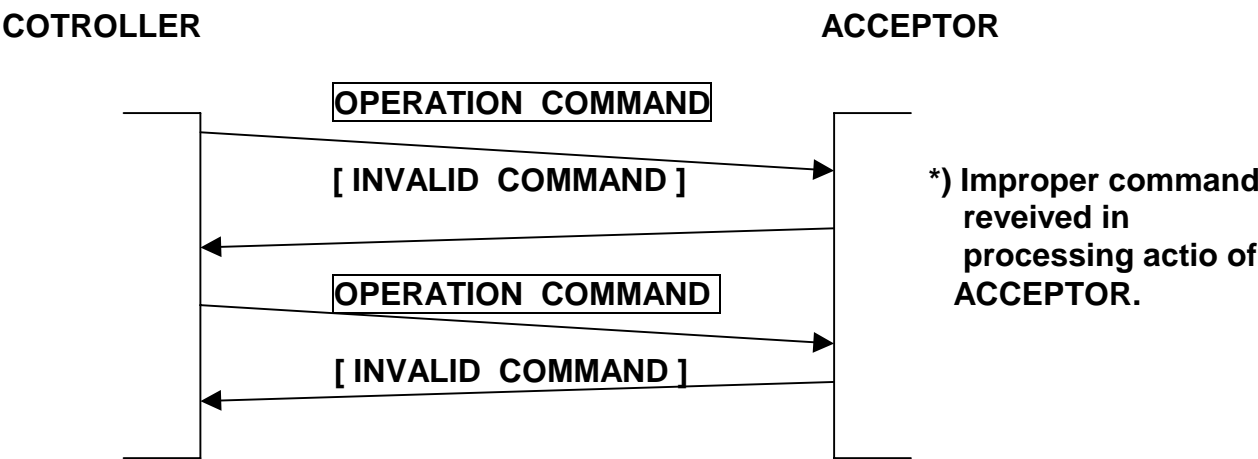 COTROLLER
ACCEPTOR
OPERATION COMMAND
[ INVALID COMMAND ]
*) Improper command
reveived in
processing actio of
ACCEPTOR.
OPERATION COMMAND
[ INVALID COMMAND ]